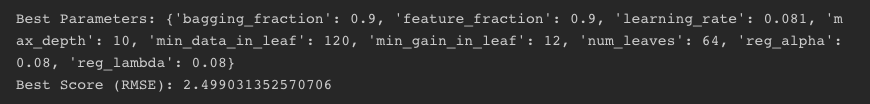 Best Parameters: {'bagging_fraction': 0.9, 'feature_fraction': 0.9, 'learning_rate': 0.081, 'm
ax_depth': 10, 'min_data_in_leaf': 120, 'min_gain_in_leaf': 12, 'num_leaves': 64, 'reg_alpha':
0.08, 'reg_lambda': 0.08}
Best Score (RMSE): 2.499031352570706